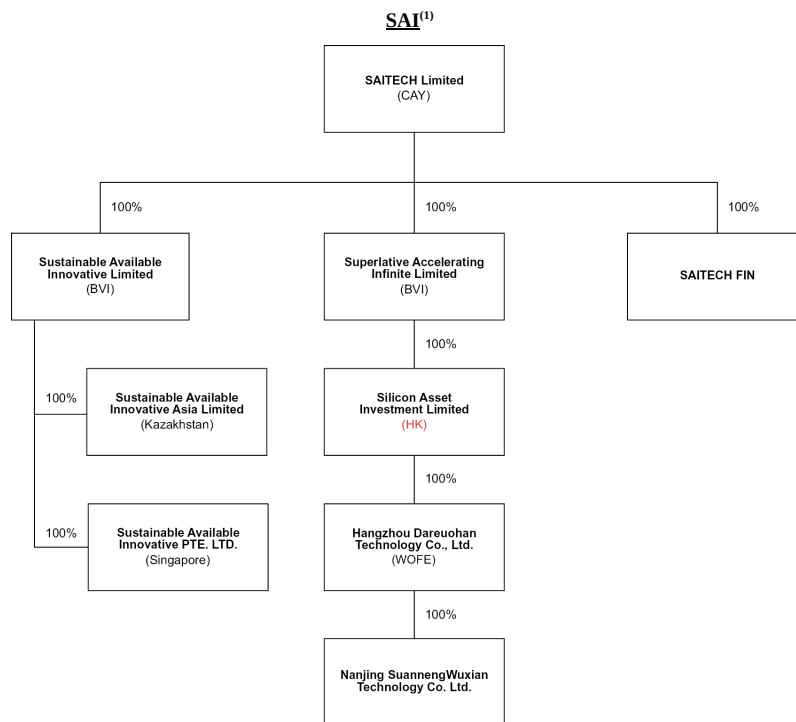 SAI(1)
SAITECH Limited
(CAY)
100%
100%
100%
Sustainable Available
Innovative Limited
(BVI)
Superlative Accelerating
Infinite Limited
(BVI)
SAITECH FIN
100%
100%
Sustainable Available
Innovative Asia Limited
(Kazakhstan)
Silicon Asset
Investment Limited
(HK)
100%
100%
Sustainable Available
Innovative PTE. LTD.
(Singapore)
Hangzhou Dareuohan
Technology Co., Ltd.
(WOFE)
100%
Nanjing SuannengWuxian
Technology Co. Ltd.